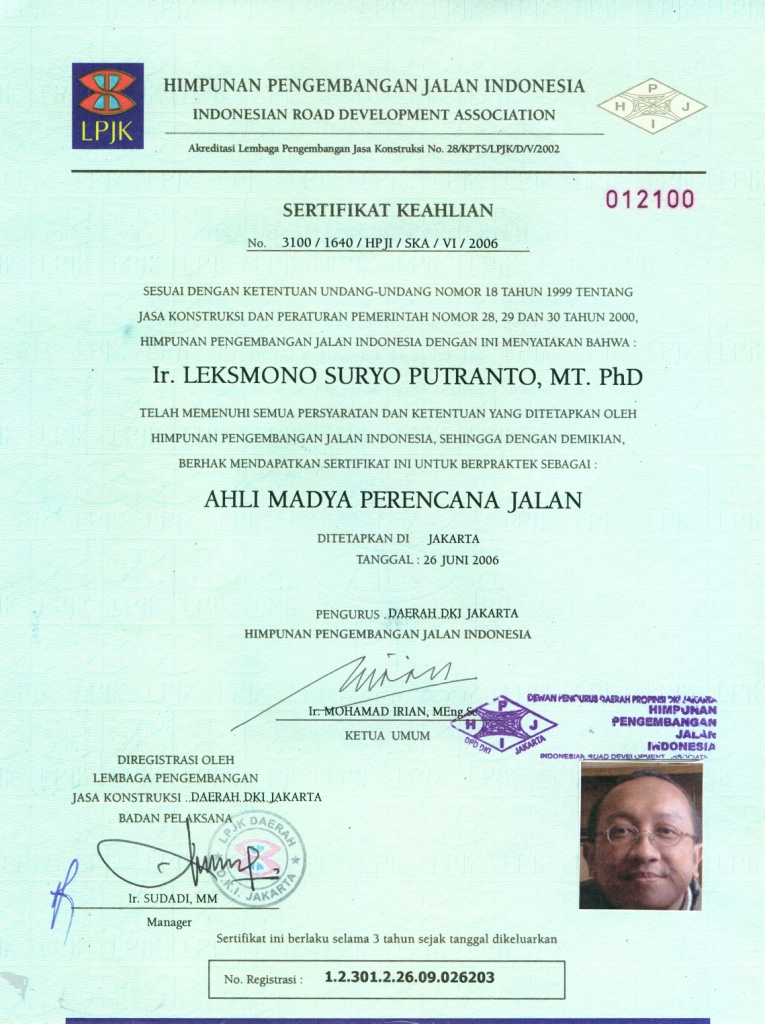 LPJK
HIMPUNAN PENGEMBANGAN JALAN INDONESIA
INDONESIAN ROAD DEVELOPMENT ASSOCIATION
Akreditasi Lembaga Pengembangan Jasa Konstruksi No. 28/KPTS/LPJK/D/V/2002
H P J I
012100
SERTIFIKAT KEAHLIAN
No. 3100 / 1640 / HPJI / SKA / VI / 2006
SESUAI DENGAN KETENTUAN UNDANG-UNDANG NOMOR 18 TAHUN 1999 TENTANG
JASA KONSTRUKSI DAN PERATURAN PEMERINTAH NOMOR 28, 29 DAN 30 TAHUN 2000,
HIMPUNAN PENGEMBANGAN JALAN INDONESIA DENGAN INI MENYATAKAN BAHWA :
Ir. LEKSMONO SURYO PUTRANTO, MT. PhD
TELAH MEMENUHI SEMUA PERSYARATAN DAN KETENTUAN YANG DITETAPKAN OLEH
HIMPUNAN PENGEMBANGAN JALAN INDONESIA, SEHINGGA DENGAN DEMIKIAN,
BERHAK MENDAPATKAN SERTIFIKAT INI UNTUK BERPRAKTEK SEBAGAI :
AHLI MADYA PERENCANA JALAN
DITETAPKAN DI JAKARTA
TANGGAL : 26 JUNI 2006
PENGURUS DAERAH DKI JAKARTA
HIMPUNAN PENGEMBANGAN JALAN INDONESIA
Ir. MOHAMAD IRIAN, MEng.Sc
KETUA UMUM
H P J I
DPD DKI JAKARTA
DEWAN PENGURUS DAERAH PROPINSI DKI JAKARTA
HIMPUNAN
PENGEMBANGAN
JALAN
INDONESIA
INDONESIAN ROAD DEVELOPMENT
DIREGISTRASI OLEH
LEMBAGA PENGEMBANGAN
JASA KONSTRUKSI DAERAH DKI JAKARTA
BADAN PELAKSANA
LPJK DAERAH
D.K.I. JAKARTA
Ir. SUDADI, MM
Manager
Sertifikat ini berlaku selama 3 tahun sejak tanggal dikeluarkan
No. Registrasi : 1.2.301.2.26.09.026203